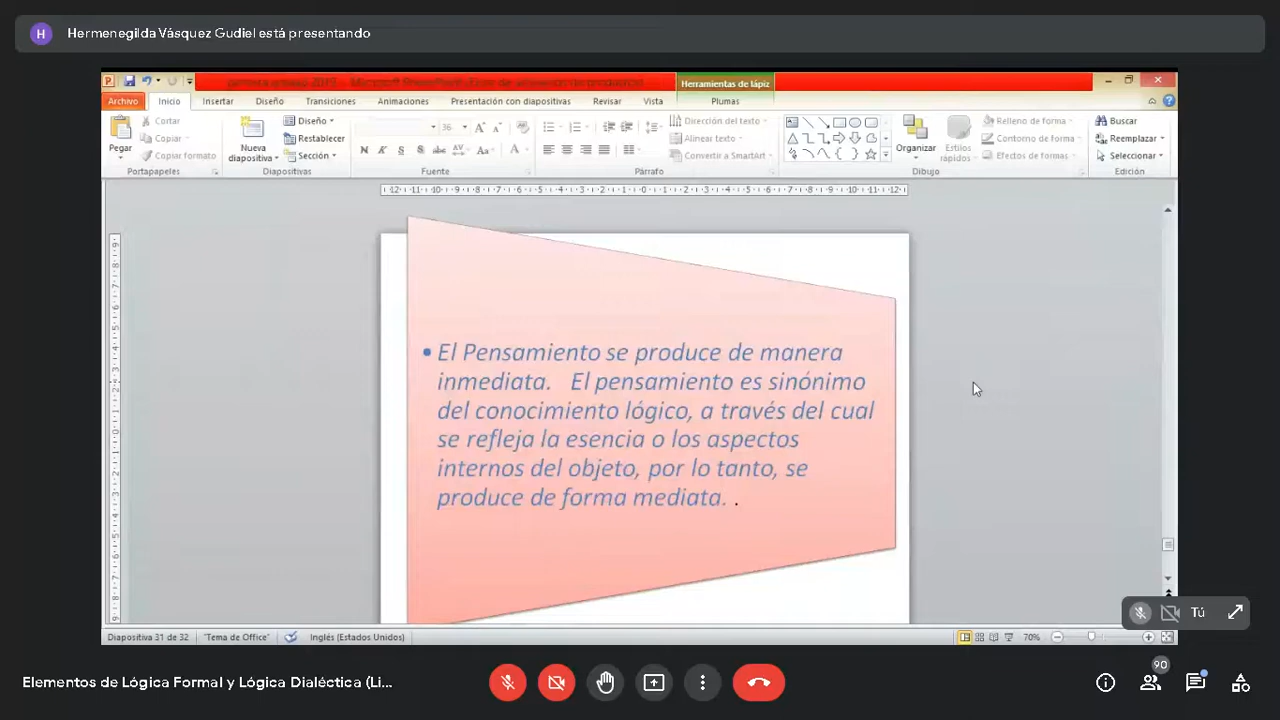 H Hermenegilda Vásquez Gudiel está presentando
Herramientas de lápiz
Archivo Inicio Insertar Diseño Transiciones Animaciones Presentación con diapositivas Revisar Vista Plumas
Cortar
Copiar
Copiar formato
Pegar
Portapapeles
Nueva diapositiva
Diseño
Restablecer
Sección
Diapositivas
36
Fuente
Párrafo
Dirección del texto
Alinear texto
Convertir a SmartArt
Organizar
Estilos rápidos
Relleno de forma
Contorno de forma
Efectos de formas
Dibujo
Buscar
Reemplazar
Seleccionar
Edición
• El Pensamiento se produce de manera
inmediata. El pensamiento es sinónimo
del conocimiento lógico, a través del cual
se refleja la esencia o los aspectos
internos del objeto, por lo tanto, se
produce de forma mediata. .
Tú
Diapositiva 31 de 32 "Tema de Office" Inglés (Estados Unidos) 70%
Elementos de Lógica Formal y Lógica Dialéctica (Li...
90